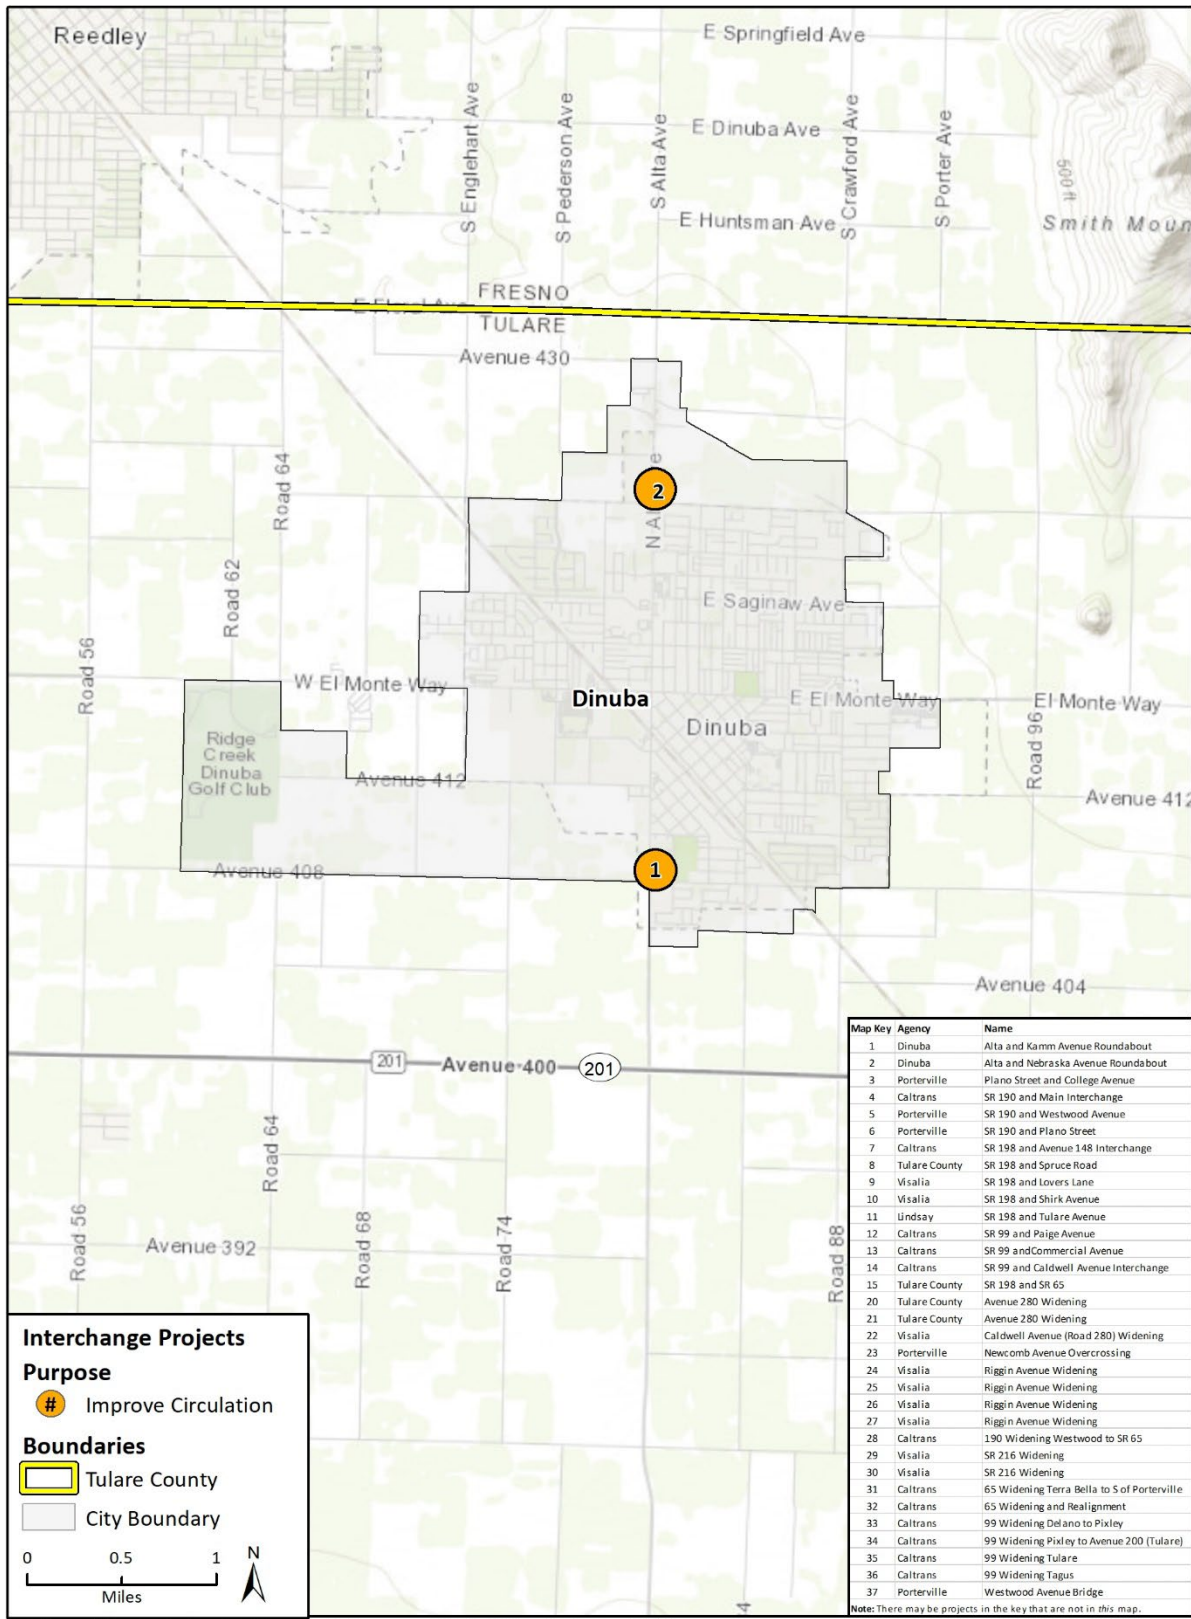 Reedley
E Springfield Ave
E Dinuba Ave
E Huntsman Ave
S Englehart Ave
S Pederson Ave
S Alta Ave
S Crawford Ave
S Porter Ave
500 ft
Smith Moun
FRESNO
TULARE
Avenue 430
Road 64
Road 62
Road 56
2
E Saginaw Ave
W El Monte Way
Dinuba
E El Monte Way
El Monte Way
Dinuba
Road 96
Ridge
Creek
Dinuba
Golf Club
Avenue 412
Avenue 412
Avenue 408
1
Avenue 404
201
Avenue 400
201
Road 64
Road 56
Avenue 392
Road 68
Road 74
Road 88
Interchange Projects
Purpose
# Improve Circulation
Boundaries
Tulare County
City Boundary
0 0.5 1
Miles
N
Map Key Agency Name
1 Dinuba Alta and Kamm Avenue Roundabout
2 Dinuba Alta and Nebraska Avenue Roundabout
3 Porterville Plano Street and College Avenue
4 Caltrans SR 190 and Main Interchange
5 Porterville SR 190 and Westwood Avenue
6 Porterville SR 190 and Plano Street
7 Caltrans SR 198 and Avenue 148 Interchange
8 Tulare County SR 198 and Spruce Road
9 Visalia SR 198 and Lovers Lane
10 Visalia SR 198 and Shirk Avenue
11 Lindsay SR 198 and Tulare Avenue
12 Caltrans SR 99 and Paige Avenue
13 Caltrans SR 99 andCommercial Avenue
14 Caltrans SR 99 and Caldwell Avenue Interchange
15 Tulare County SR 198 and SR 65
20 Tulare County Avenue 280 Widening
21 Tulare County Avenue 280 Widening
22 Visalia Caldwell Avenue (Road 280) Widening
23 Porterville Newcomb Avenue Overcrossing
24 Visalia Riggin Avenue Widening
25 Visalia Riggin Avenue Widening
26 Visalia Riggin Avenue Widening
27 Visalia Riggin Avenue Widening
28 Caltrans 190 Widening Westwood to SR 65
29 Visalia SR 216 Widening
30 Visalia SR 216 Widening
31 Caltrans 65 Widening Terra Bella to S of Porterville
32 Caltrans 65 Widening and Realignment
33 Caltrans 99 Widening Delano to Pixley
34 Caltrans 99 Widening Pixley to Avenue 200 (Tulare)
35 Caltrans 99 Widening Tulare
36 Caltrans 99 Widening Tagus
37 Porterville Westwood Avenue Bridge
Note: There may be projects in the key that are not in this map.